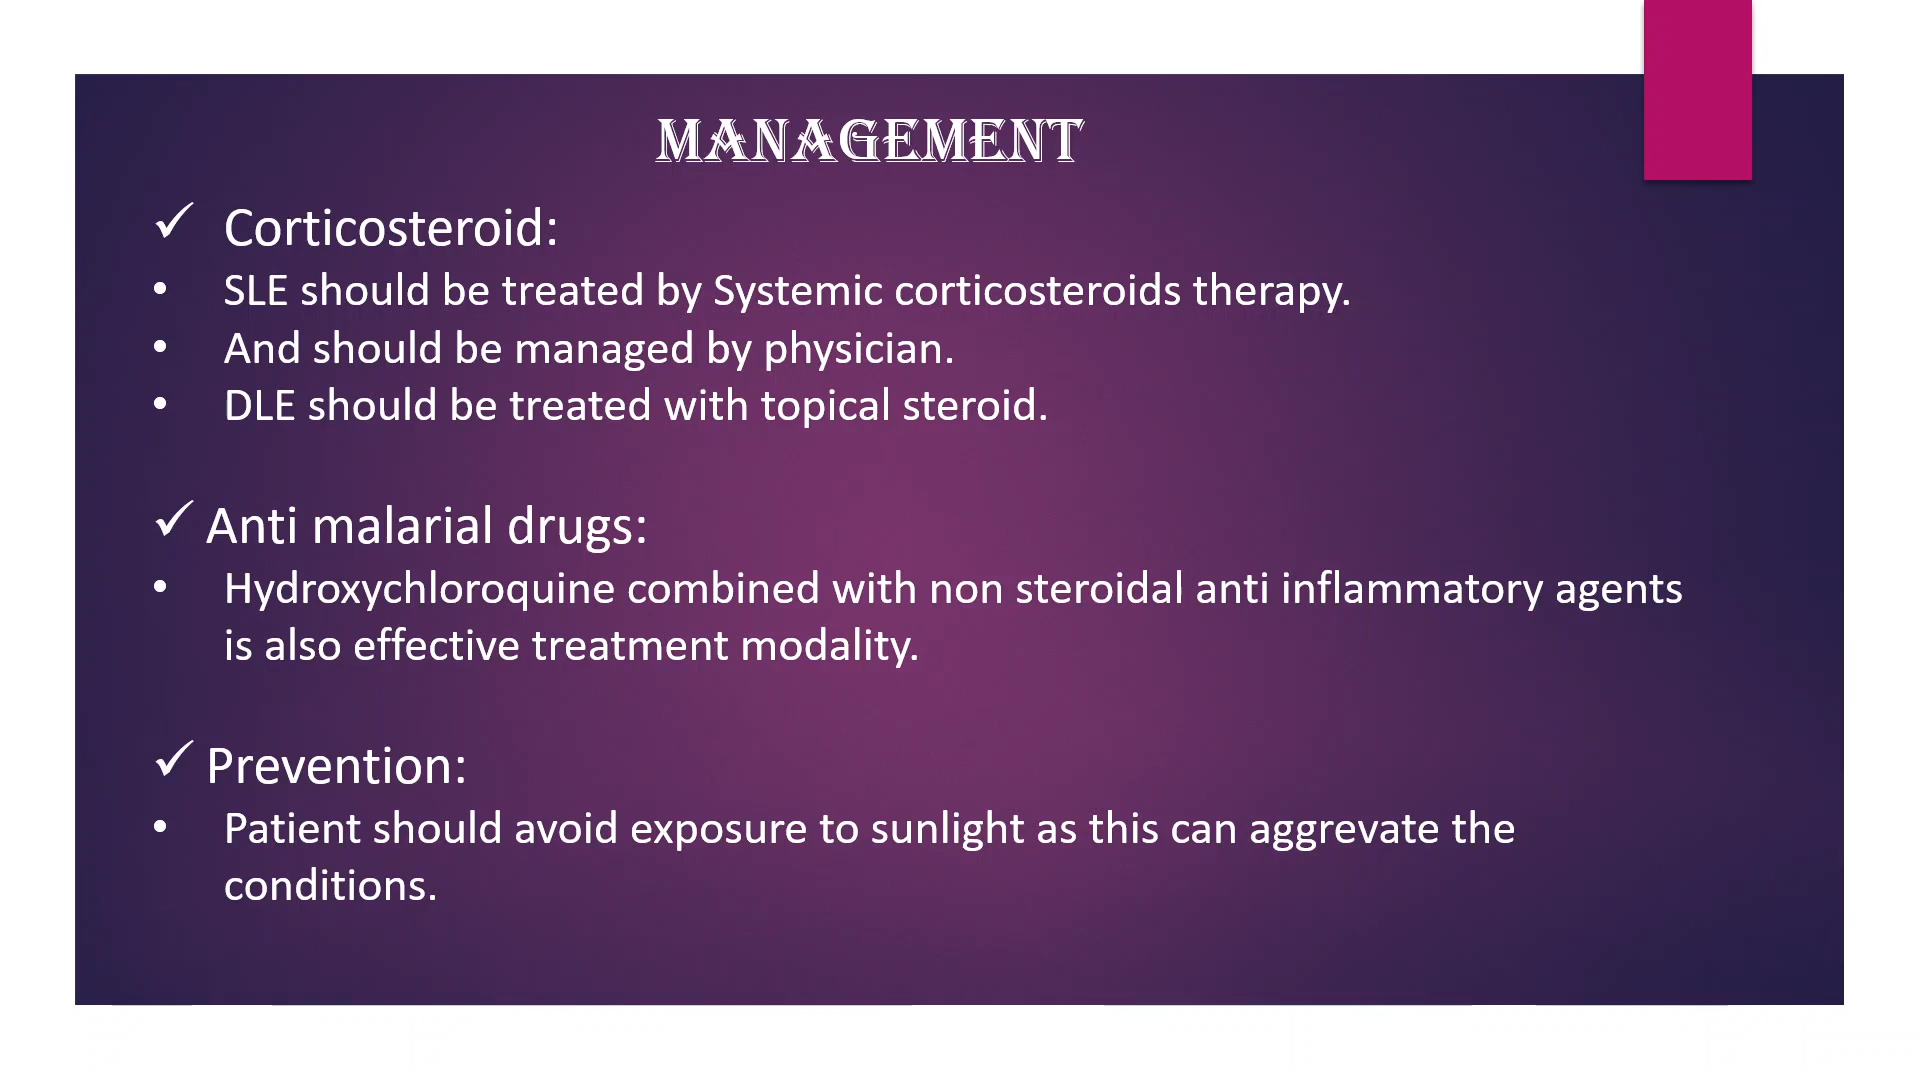 MANAGEMENT
✓ Corticosteroid:
• SLE should be treated by Systemic corticosteroids therapy.
• And should be managed by physician.
• DLE should be treated with topical steroid.
✓ Anti malarial drugs:
• Hydroxychloroquine combined with non steroidal anti inflammatory agents
is also effective treatment modality.
✓ Prevention:
• Patient should avoid exposure to sunlight as this can aggrevate the
conditions.